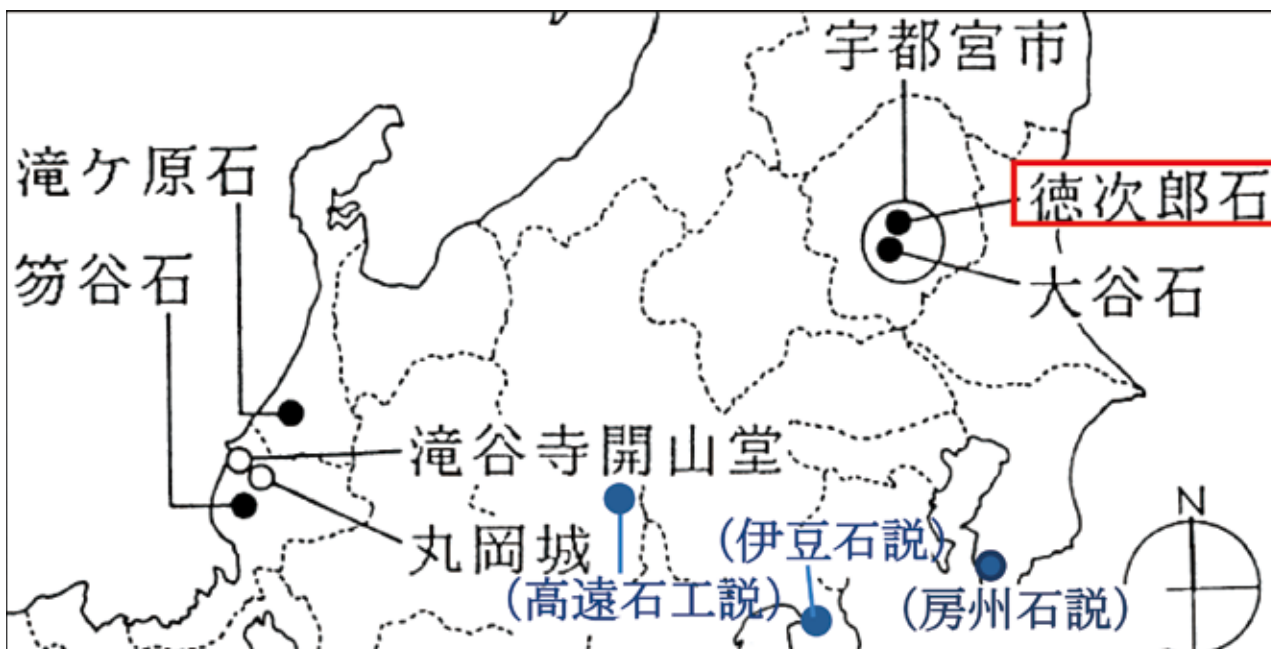 宇都宮市
滝ケ原石
徳次郎石
笏谷石
大谷石
滝谷寺開山堂
丸岡城
(伊豆石説)
(高遠石工説)
(房州石説)
N